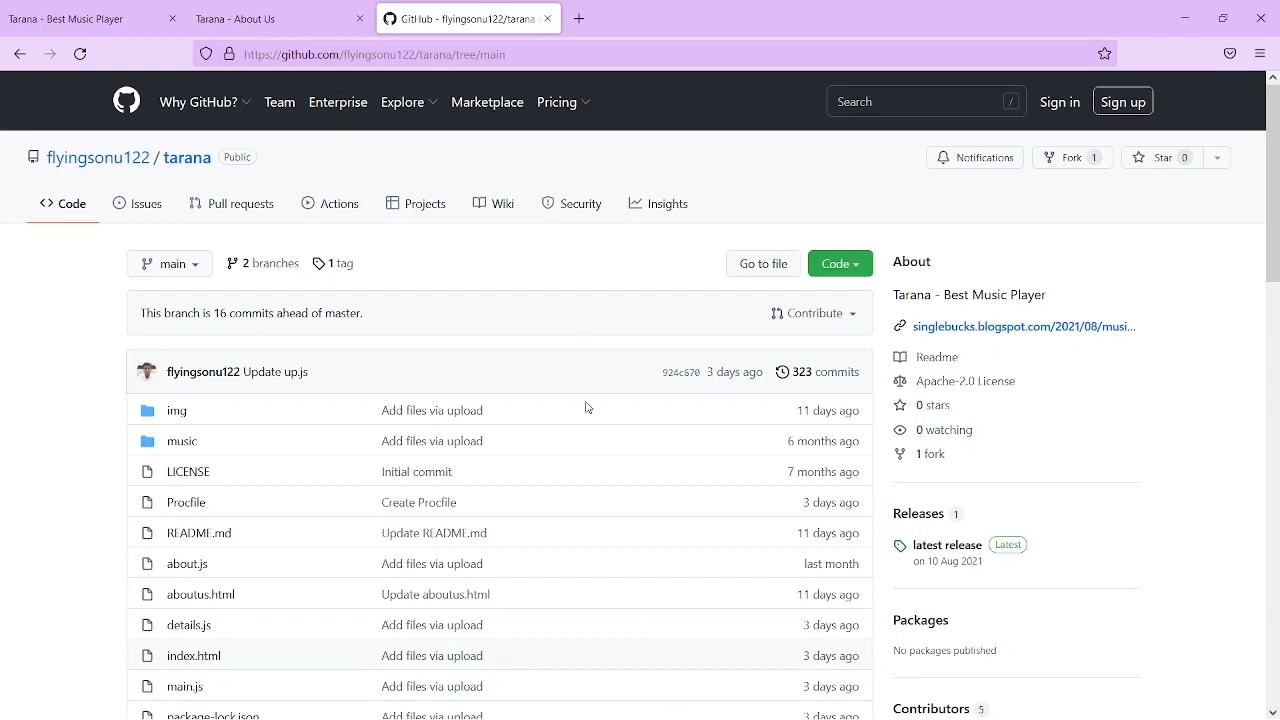 Tarana - Best Music Player
Tarana - About Us
GitHub - flyingsonu122/tarana
https://github.com/flyingsonu122/tarana/tree/main
Why GitHub?
Team
Enterprise
Explore
Marketplace
Pricing
Search /
Sign in
Sign up
flyingsonu122 / tarana Public
Notifications
Fork 1
Star 0
Code
Issues
Pull requests
Actions
Projects
Wiki
Security
Insights
main
2 branches
1 tag
Go to file
Code
This branch is 16 commits ahead of master.
Contribute
flyingsonu122 Update up.js
924c670 3 days ago 323 commits
img Add files via upload 11 days ago
music Add files via upload 6 months ago
LICENSE Initial commit 7 months ago
Procfile Create Procfile 3 days ago
README.md Update README.md 11 days ago
about.js Add files via upload last month
aboutus.html Update aboutus.html 11 days ago
details.js Add files via upload 3 days ago
index.html Add files via upload 3 days ago
main.js Add files via upload 3 days ago
package-lock.json Add files via upload 3 days ago
About
Tarana - Best Music Player
singlebucks.blogspot.com/2021/08/musi...
Readme
Apache-2.0 License
0 stars
0 watching
1 fork
Releases 1
latest release Latest
on 10 Aug 2021
Packages
No packages published
Contributors 5